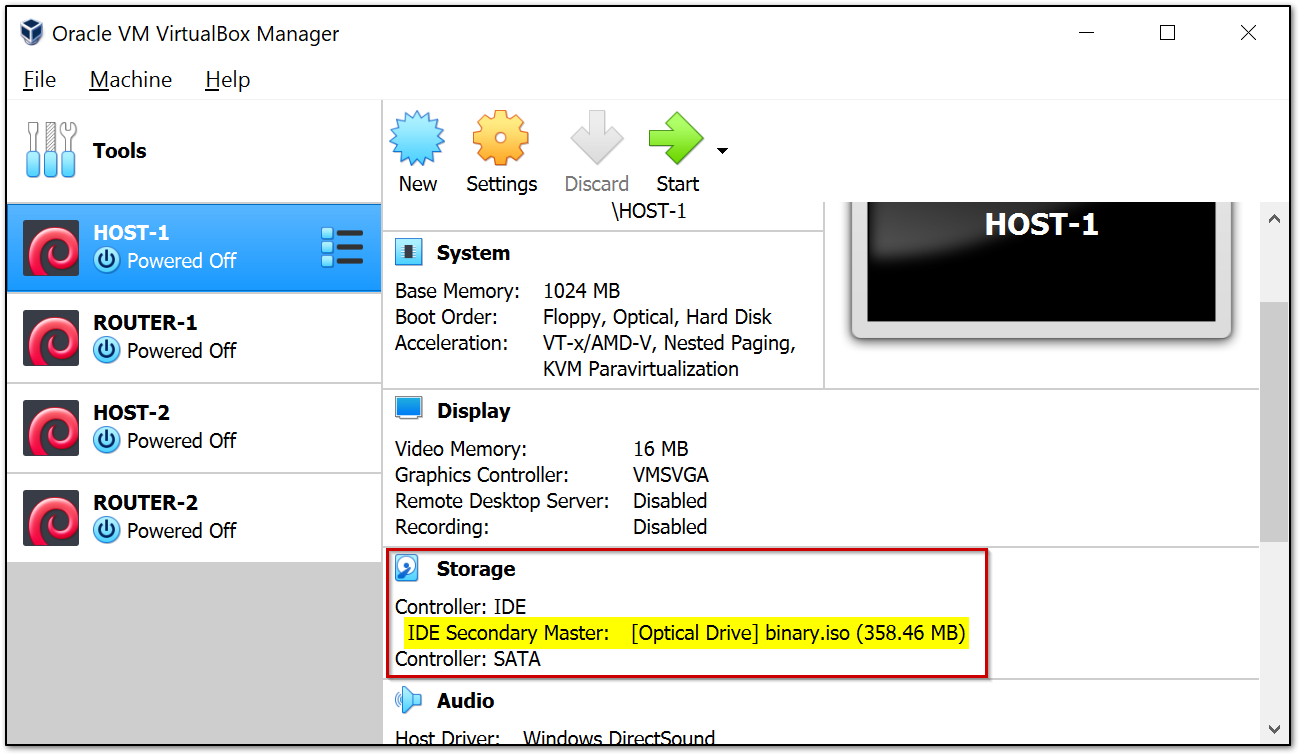 Oracle VM VirtualBox Manager
File Machine Help
Tools
New Settings Discard Start
HOST-1
Powered Off
ROUTER-1
Powered Off
HOST-2
Powered Off
ROUTER-2
Powered Off
\HOST-1
System
Base Memory: 1024 MB
Boot Order: Floppy, Optical, Hard Disk
Acceleration: VT-x/AMD-V, Nested Paging,
KVM Paravirtualization
HOST-1
Display
Video Memory: 16 MB
Graphics Controller: VMSVGA
Remote Desktop Server: Disabled
Recording: Disabled
Storage
Controller: IDE
IDE Secondary Master: [Optical Drive] binary.iso (358.46 MB)
Controller: SATA
Audio
Host Driver: Windows DirectSound